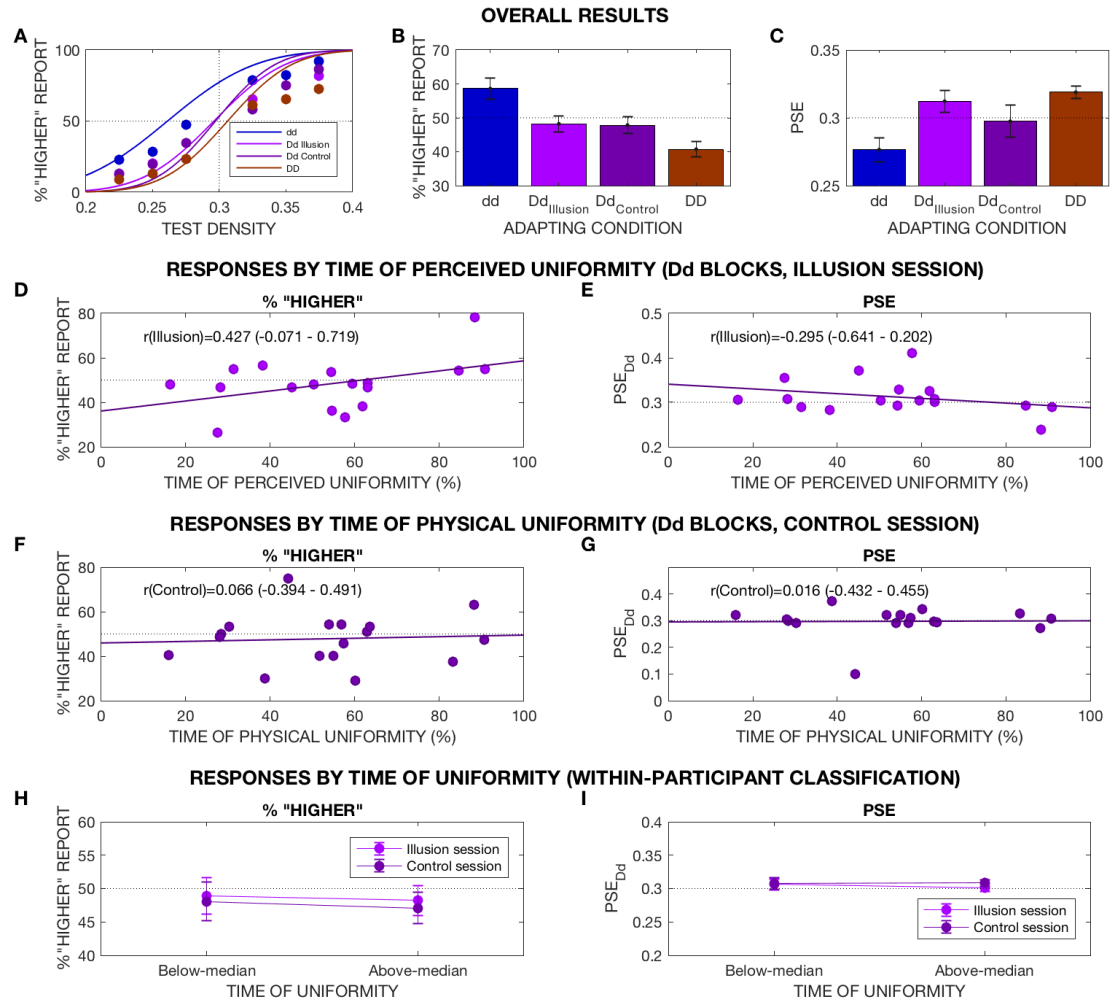 OVERALL RESULTS
A
%"HIGHER" REPORT
100
50
0
0.2
0.25
0.3
0.35
0.4
TEST DENSITY
dd
Dd Illusion
Dd Control
DD
B
%"HIGHER" REPORT
70
60
50
40
30
dd
Dd Illusion
Dd Control
DD
ADAPTING CONDITION
C
PSE
0.35
0.3
0.25
dd
Dd Illusion
Dd Control
DD
ADAPTING CONDITION
RESPONSES BY TIME OF PERCEIVED UNIFORMITY (Dd BLOCKS, ILLUSION SESSION)
D
% "HIGHER"
%"HIGHER" REPORT
80
60
40
20
r(Illusion)=0.427 (-0.071 - 0.719)
0
20
40
60
80
100
TIME OF PERCEIVED UNIFORMITY (%)
E
PSE
PSE Dd
0.5
0.4
0.3
0.2
r(Illusion)=-0.295 (-0.641 - 0.202)
0
20
40
60
80
100
TIME OF PERCEIVED UNIFORMITY (%)
RESPONSES BY TIME OF PHYSICAL UNIFORMITY (Dd BLOCKS, CONTROL SESSION)
F
% "HIGHER"
%"HIGHER" REPORT
80
60
40
20
r(Control)=0.066 (-0.394 - 0.491)
0
20
40
60
80
100
TIME OF PHYSICAL UNIFORMITY (%)
G
PSE
PSE Dd
0.4
0.3
0.2
0.1
0
r(Control)=0.016 (-0.432 - 0.455)
0
20
40
60
80
100
TIME OF PHYSICAL UNIFORMITY (%)
RESPONSES BY TIME OF UNIFORMITY (WITHIN-PARTICIPANT CLASSIFICATION)
H
% "HIGHER"
%"HIGHER" REPORT
60
55
50
45
40
Illusion session
Control session
Below-median
Above-median
TIME OF UNIFORMITY
I
PSE
PSE Dd
0.4
0.35
0.3
0.25
0.2
Illusion session
Control session
Below-median
Above-median
TIME OF UNIFORMITY